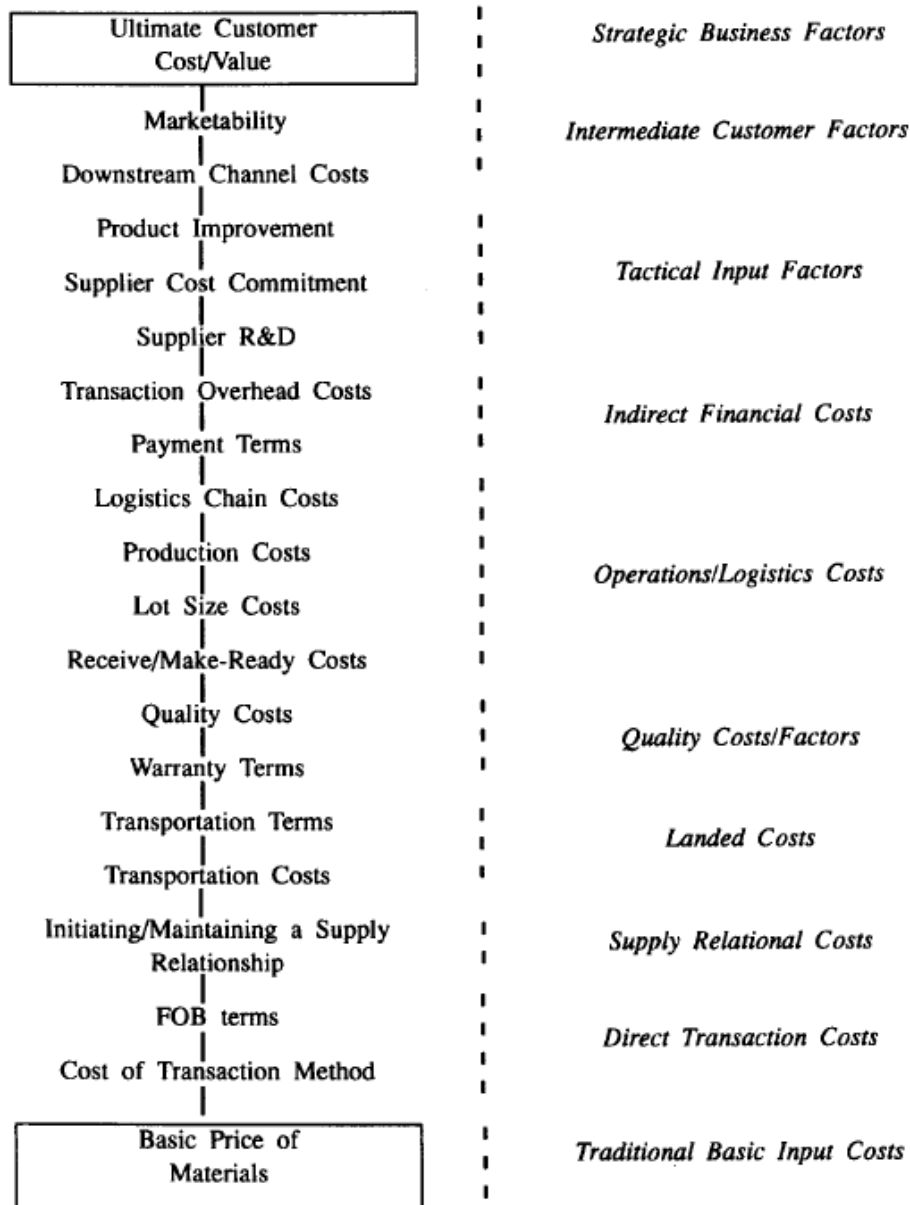 Ultimate Customer
Cost/Value
Strategic Business Factors
Marketability
Intermediate Customer Factors
Downstream Channel Costs
Product Improvement
Tactical Input Factors
Supplier Cost Commitment
Supplier R&D
Transaction Overhead Costs
Indirect Financial Costs
Payment Terms
Logistics Chain Costs
Production Costs
Operations/Logistics Costs
Lot Size Costs
Receive/Make-Ready Costs
Quality Costs
Quality Costs/Factors
Warranty Terms
Transportation Terms
Landed Costs
Transportation Costs
Initiating/Maintaining a Supply
Relationship
Supply Relational Costs
FOB terms
Direct Transaction Costs
Cost of Transaction Method
Basic Price of
Materials
Traditional Basic Input Costs